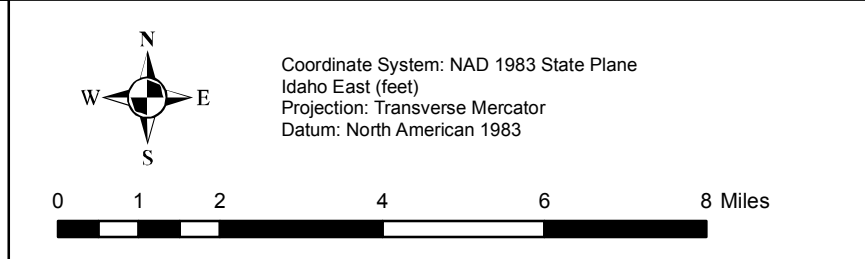 N
W E
S
Coordinate System: NAD 1983 State Plane
Idaho East (feet)
Projection: Transverse Mercator
Datum: North American 1983
0 1 2 4 6 8 Miles